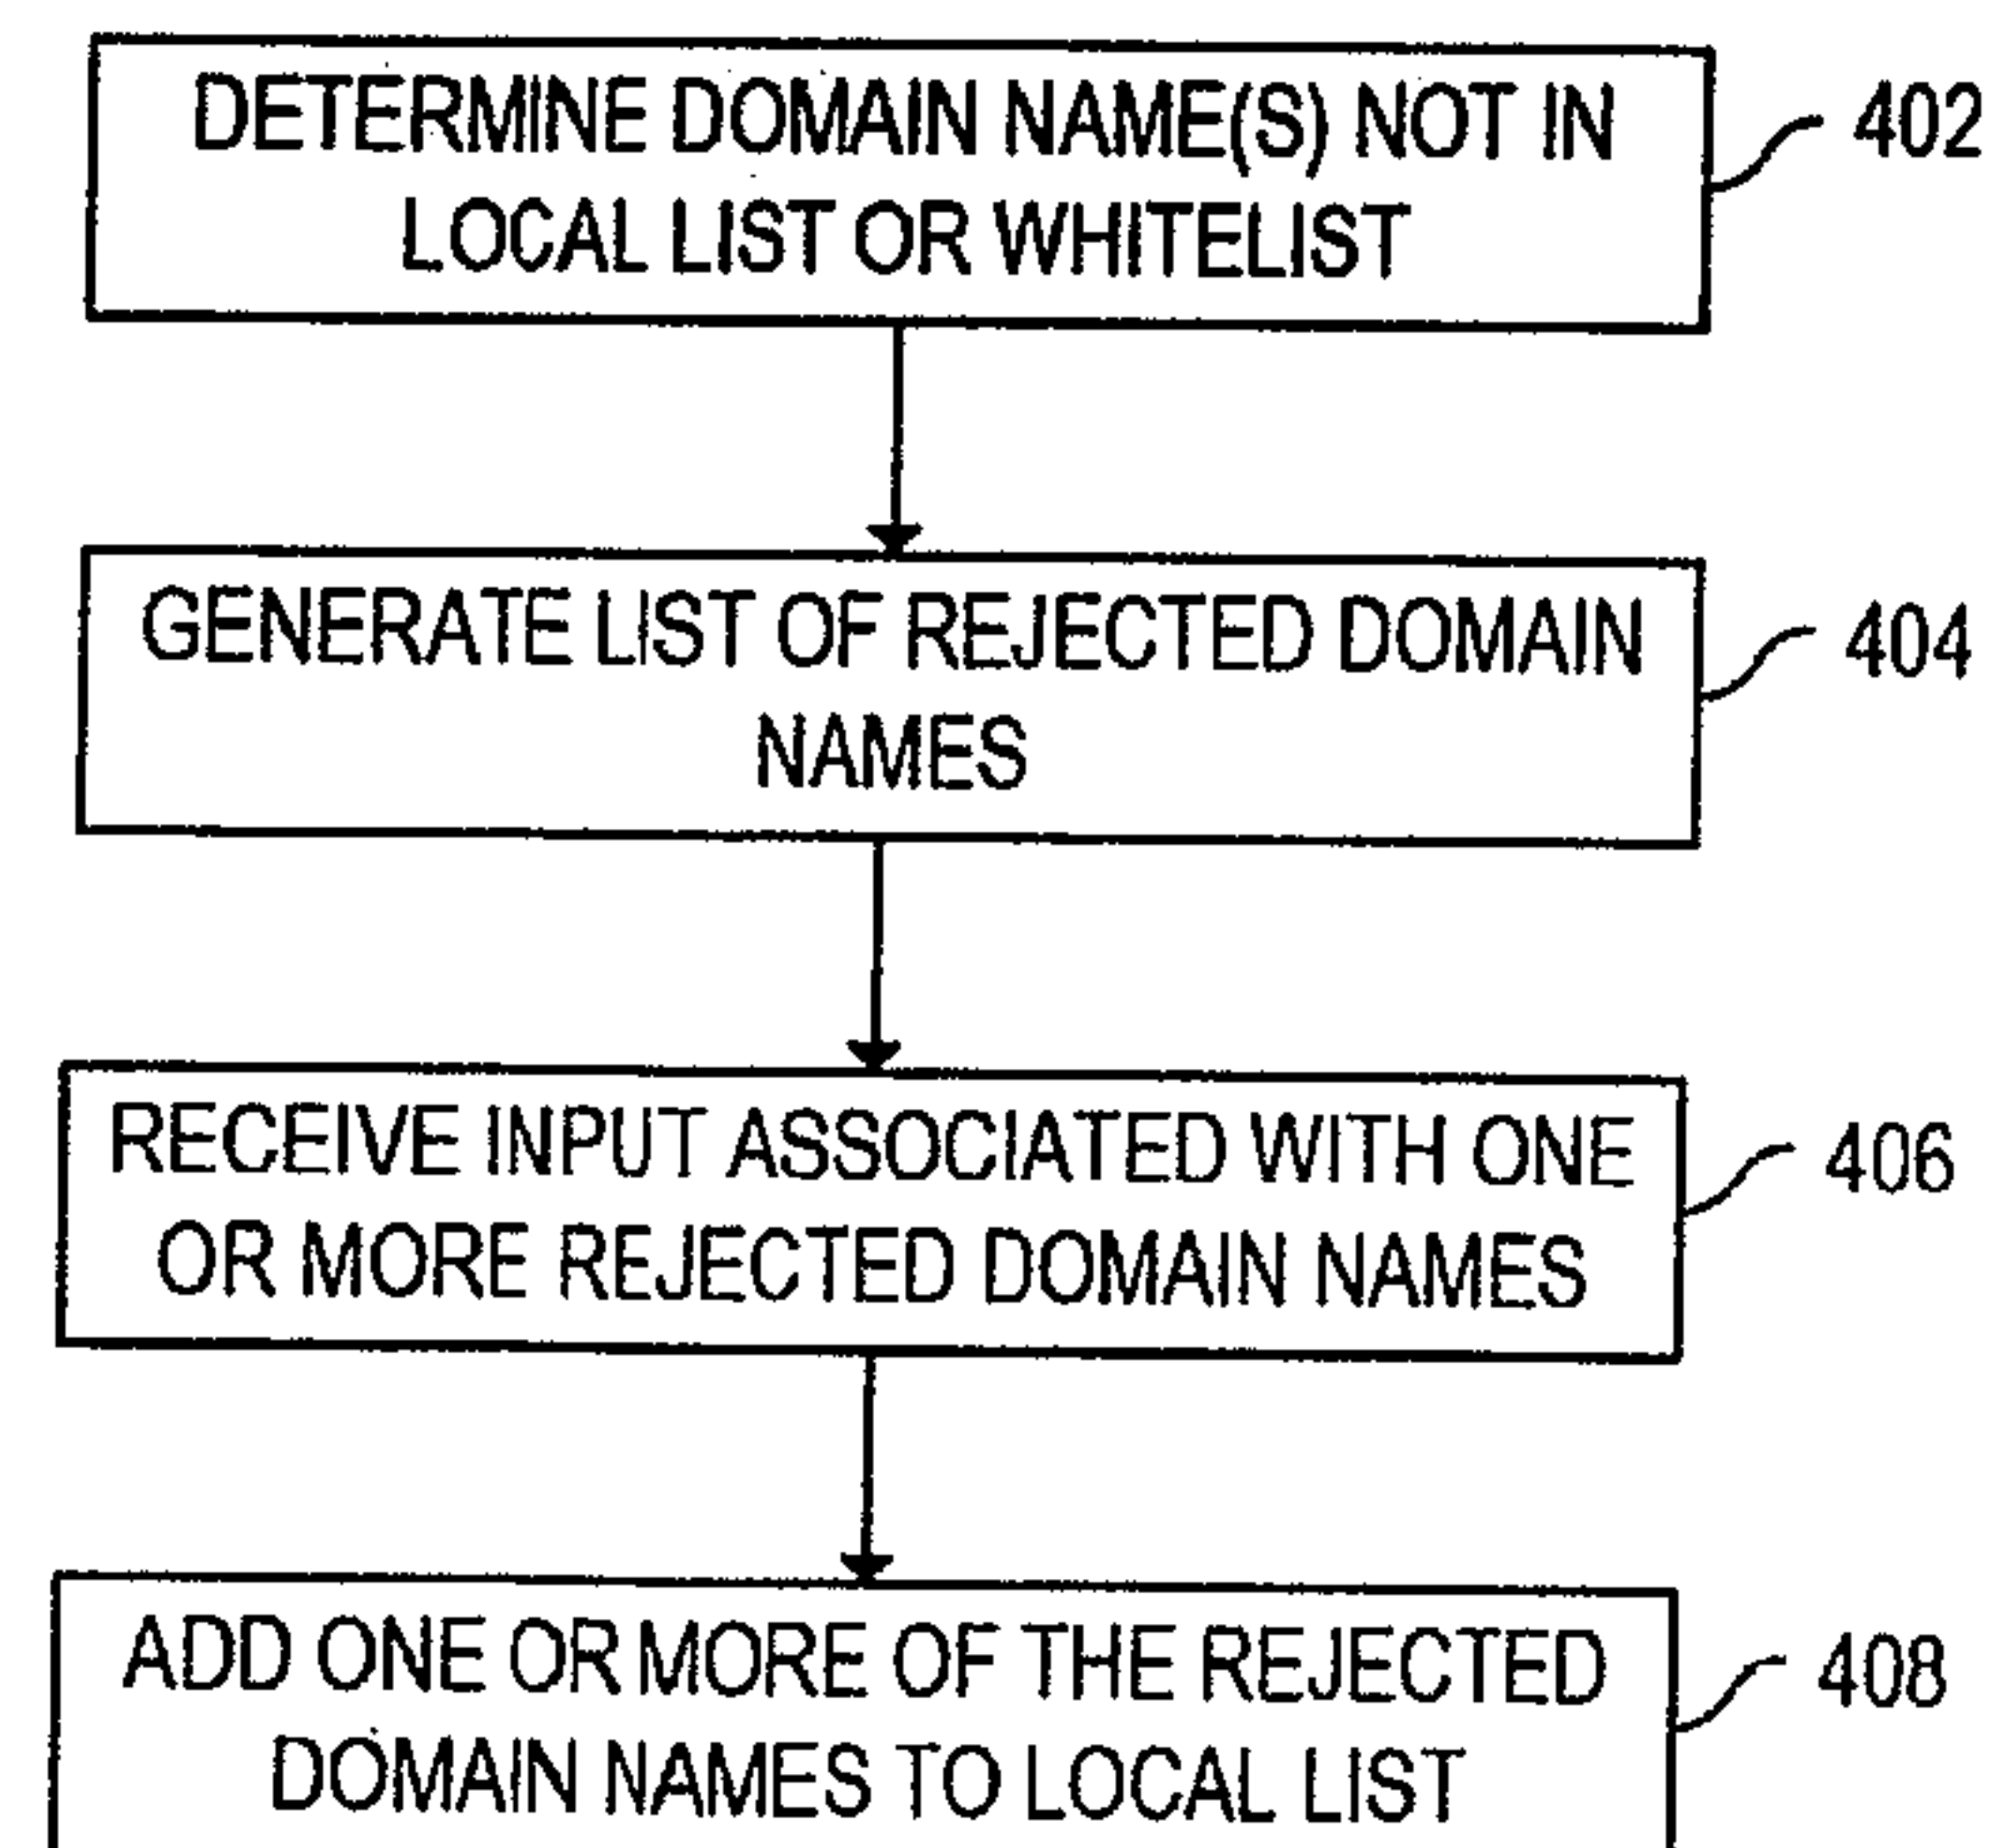 DETERMINE DOMAIN NAME(S) NOT IN
LOCAL LIST OR WHITELIST
402
GENERATE LIST OF REJECTED DOMAIN
NAMES
404
RECEIVE INPUT ASSOCIATED WITH ONE
OR MORE REJECTED DOMAIN NAMES
406
ADD ONE OR MORE OF THE REJECTED
DOMAIN NAMES TO LOCAL LIST
408